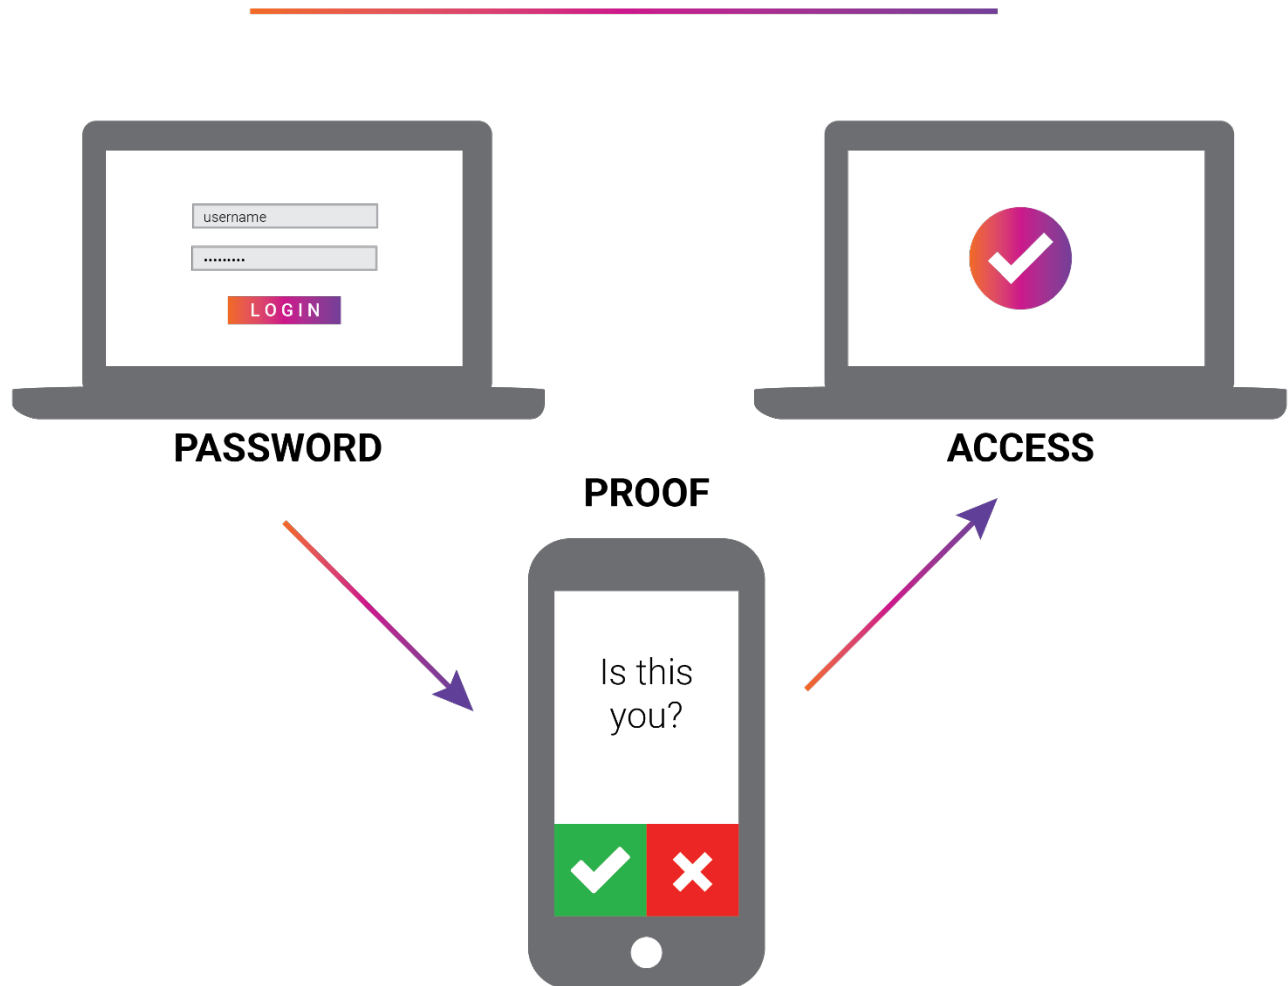 username
•••••••••
LOGIN
PASSWORD
ACCESS
PROOF
Is this
you?